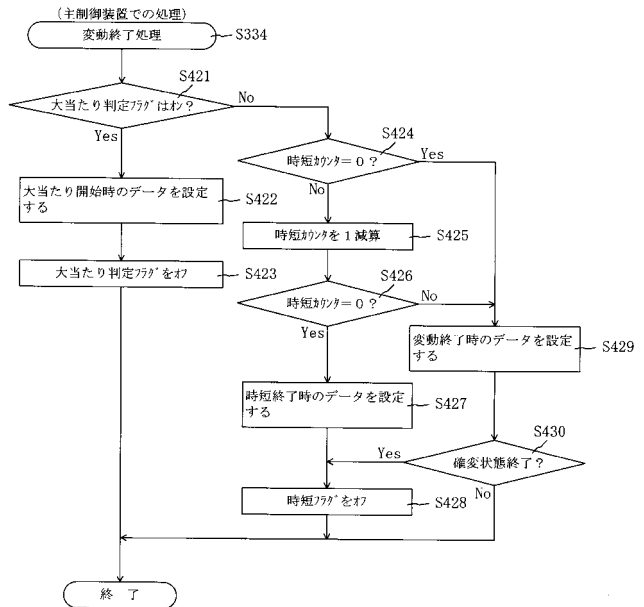 (主制御装置での処理)
変動終了処理
S334
S421
大当たり判定フラグはオン？
No
Yes
S424
時短カウンタ＝0？
Yes
No
大当たり開始時のデータを設定
する
S422
時短カウンタを1減算
S425
大当たり判定フラグをオフ
S423
S426
時短カウンタ＝0？
No
Yes
変動終了時のデータを設定
する
S429
時短終了時のデータを設定
する
S427
S430
確変状態終了？
Yes
No
時短フラグをオフ
S428
終 了